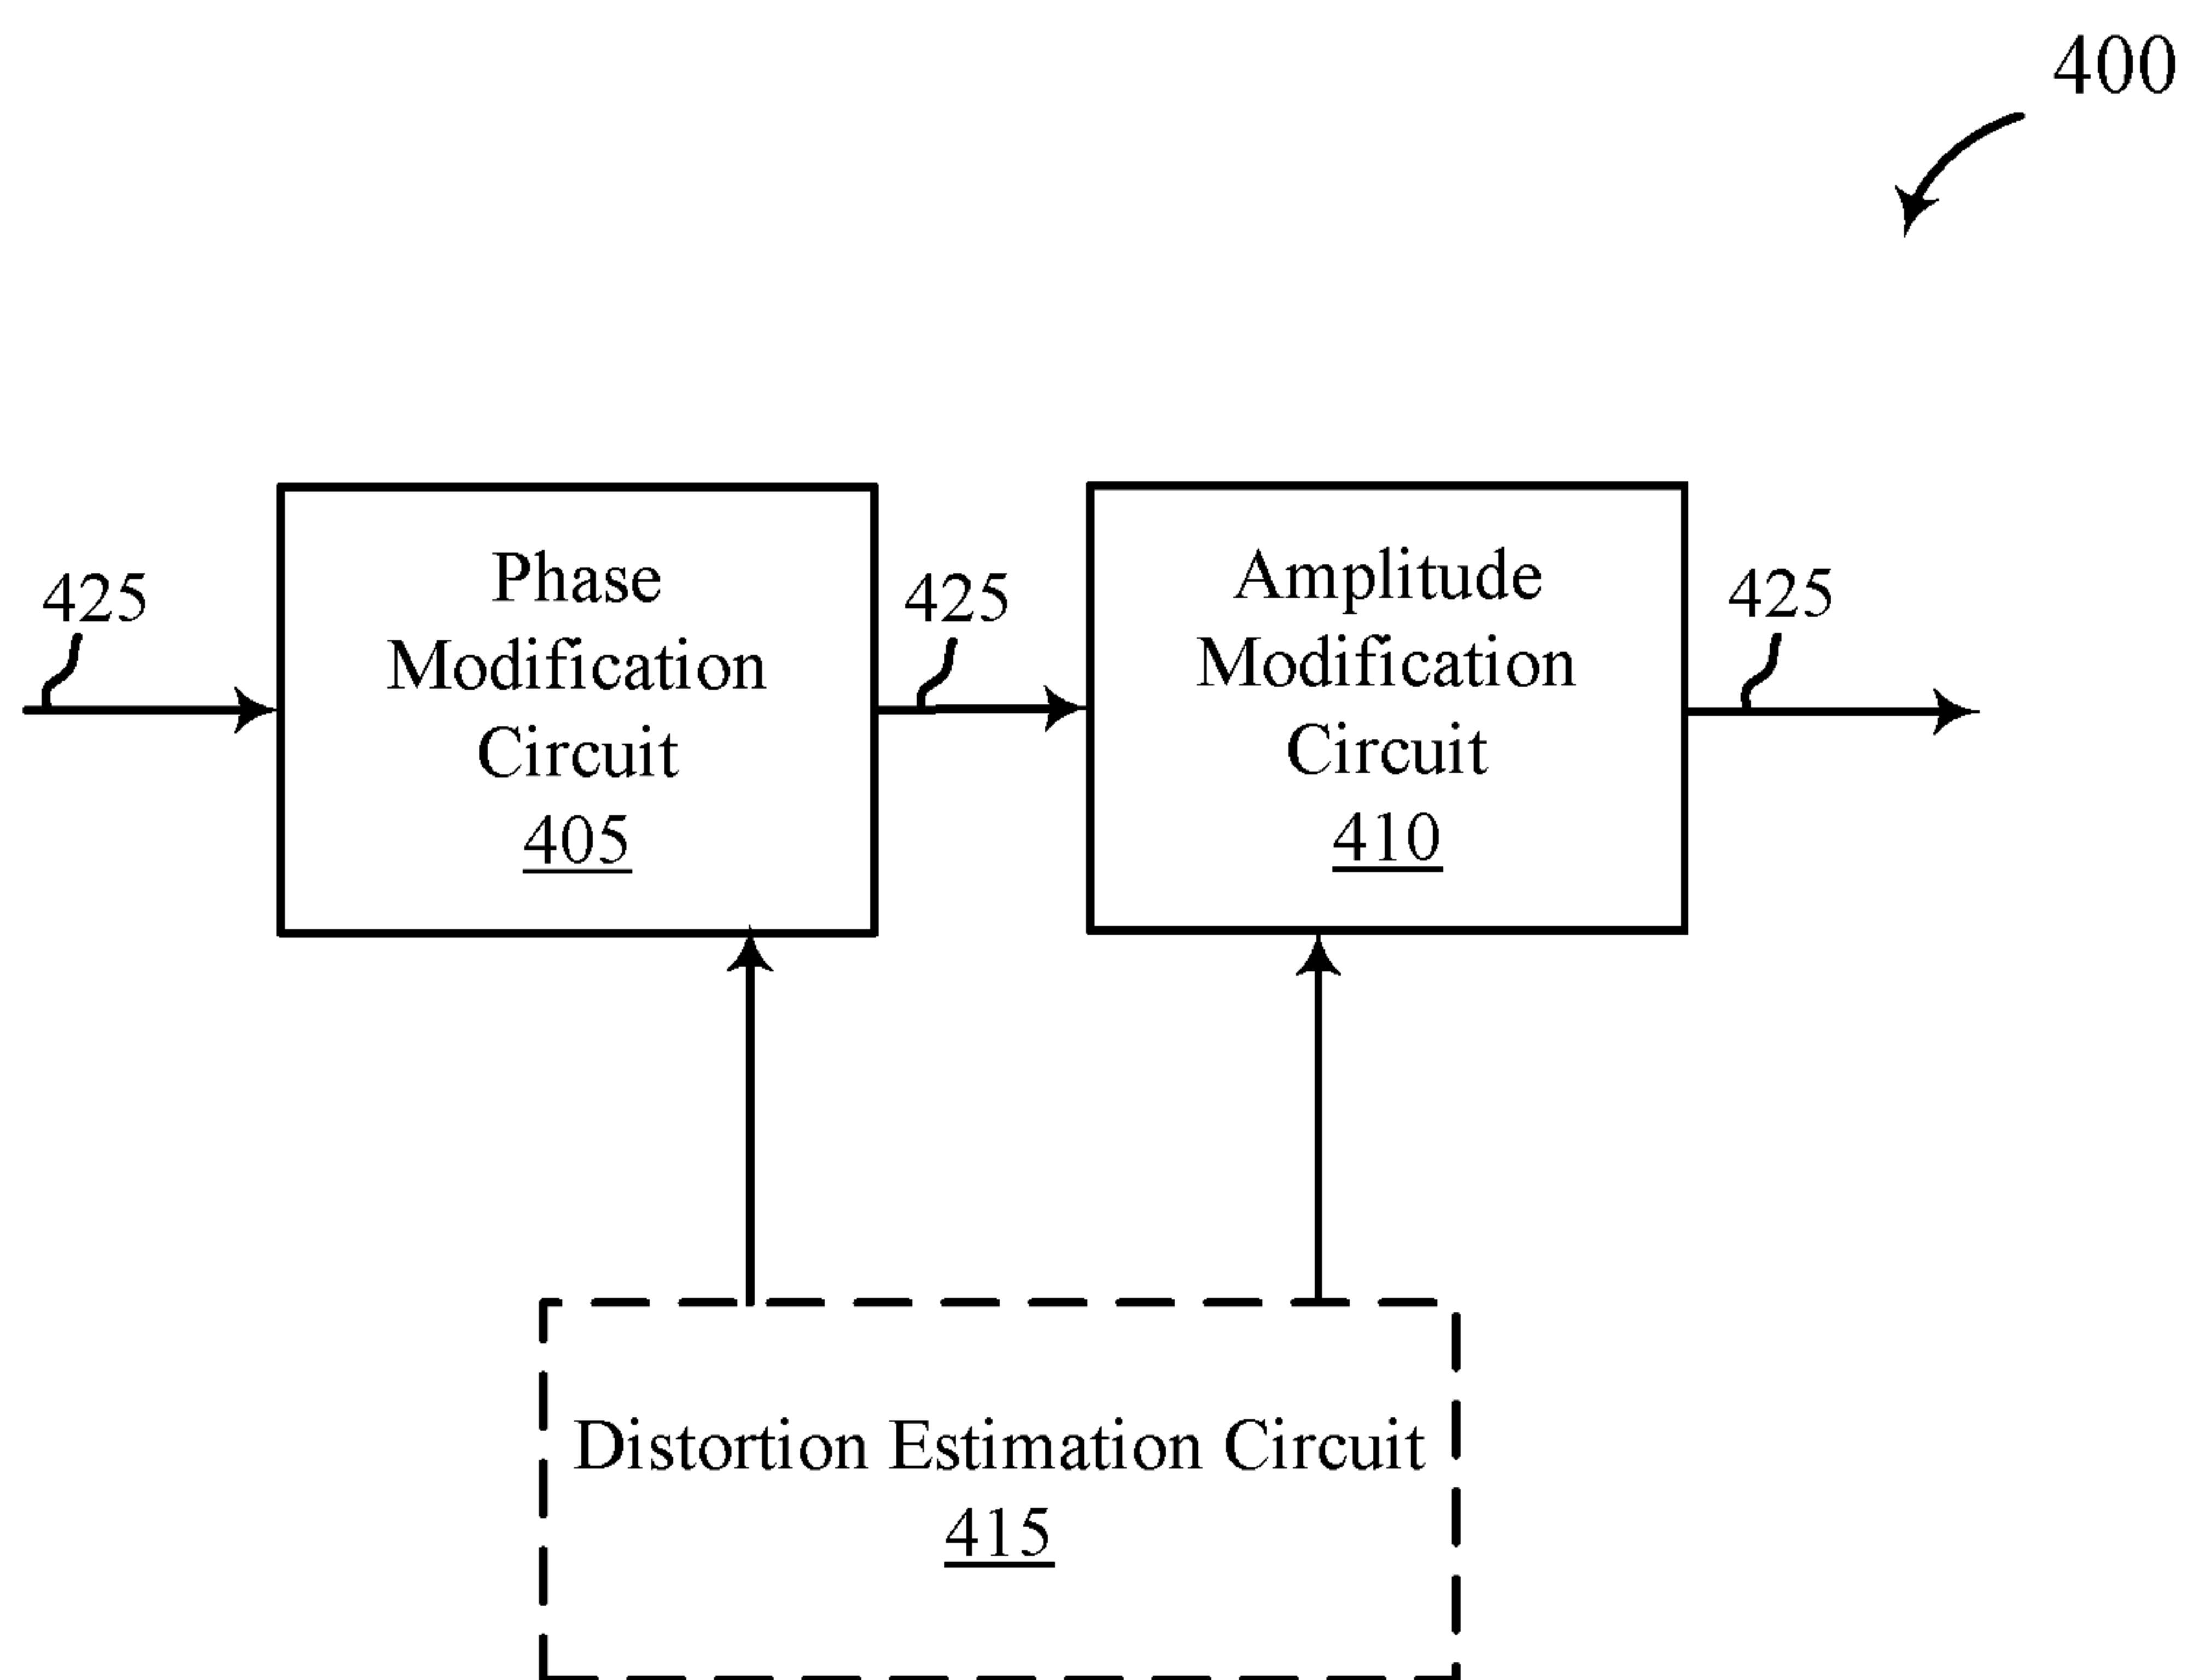 400
425
Phase
Modification
Circuit
405
425
Amplitude
Modification
Circuit
410
425
Distortion Estimation Circuit
415